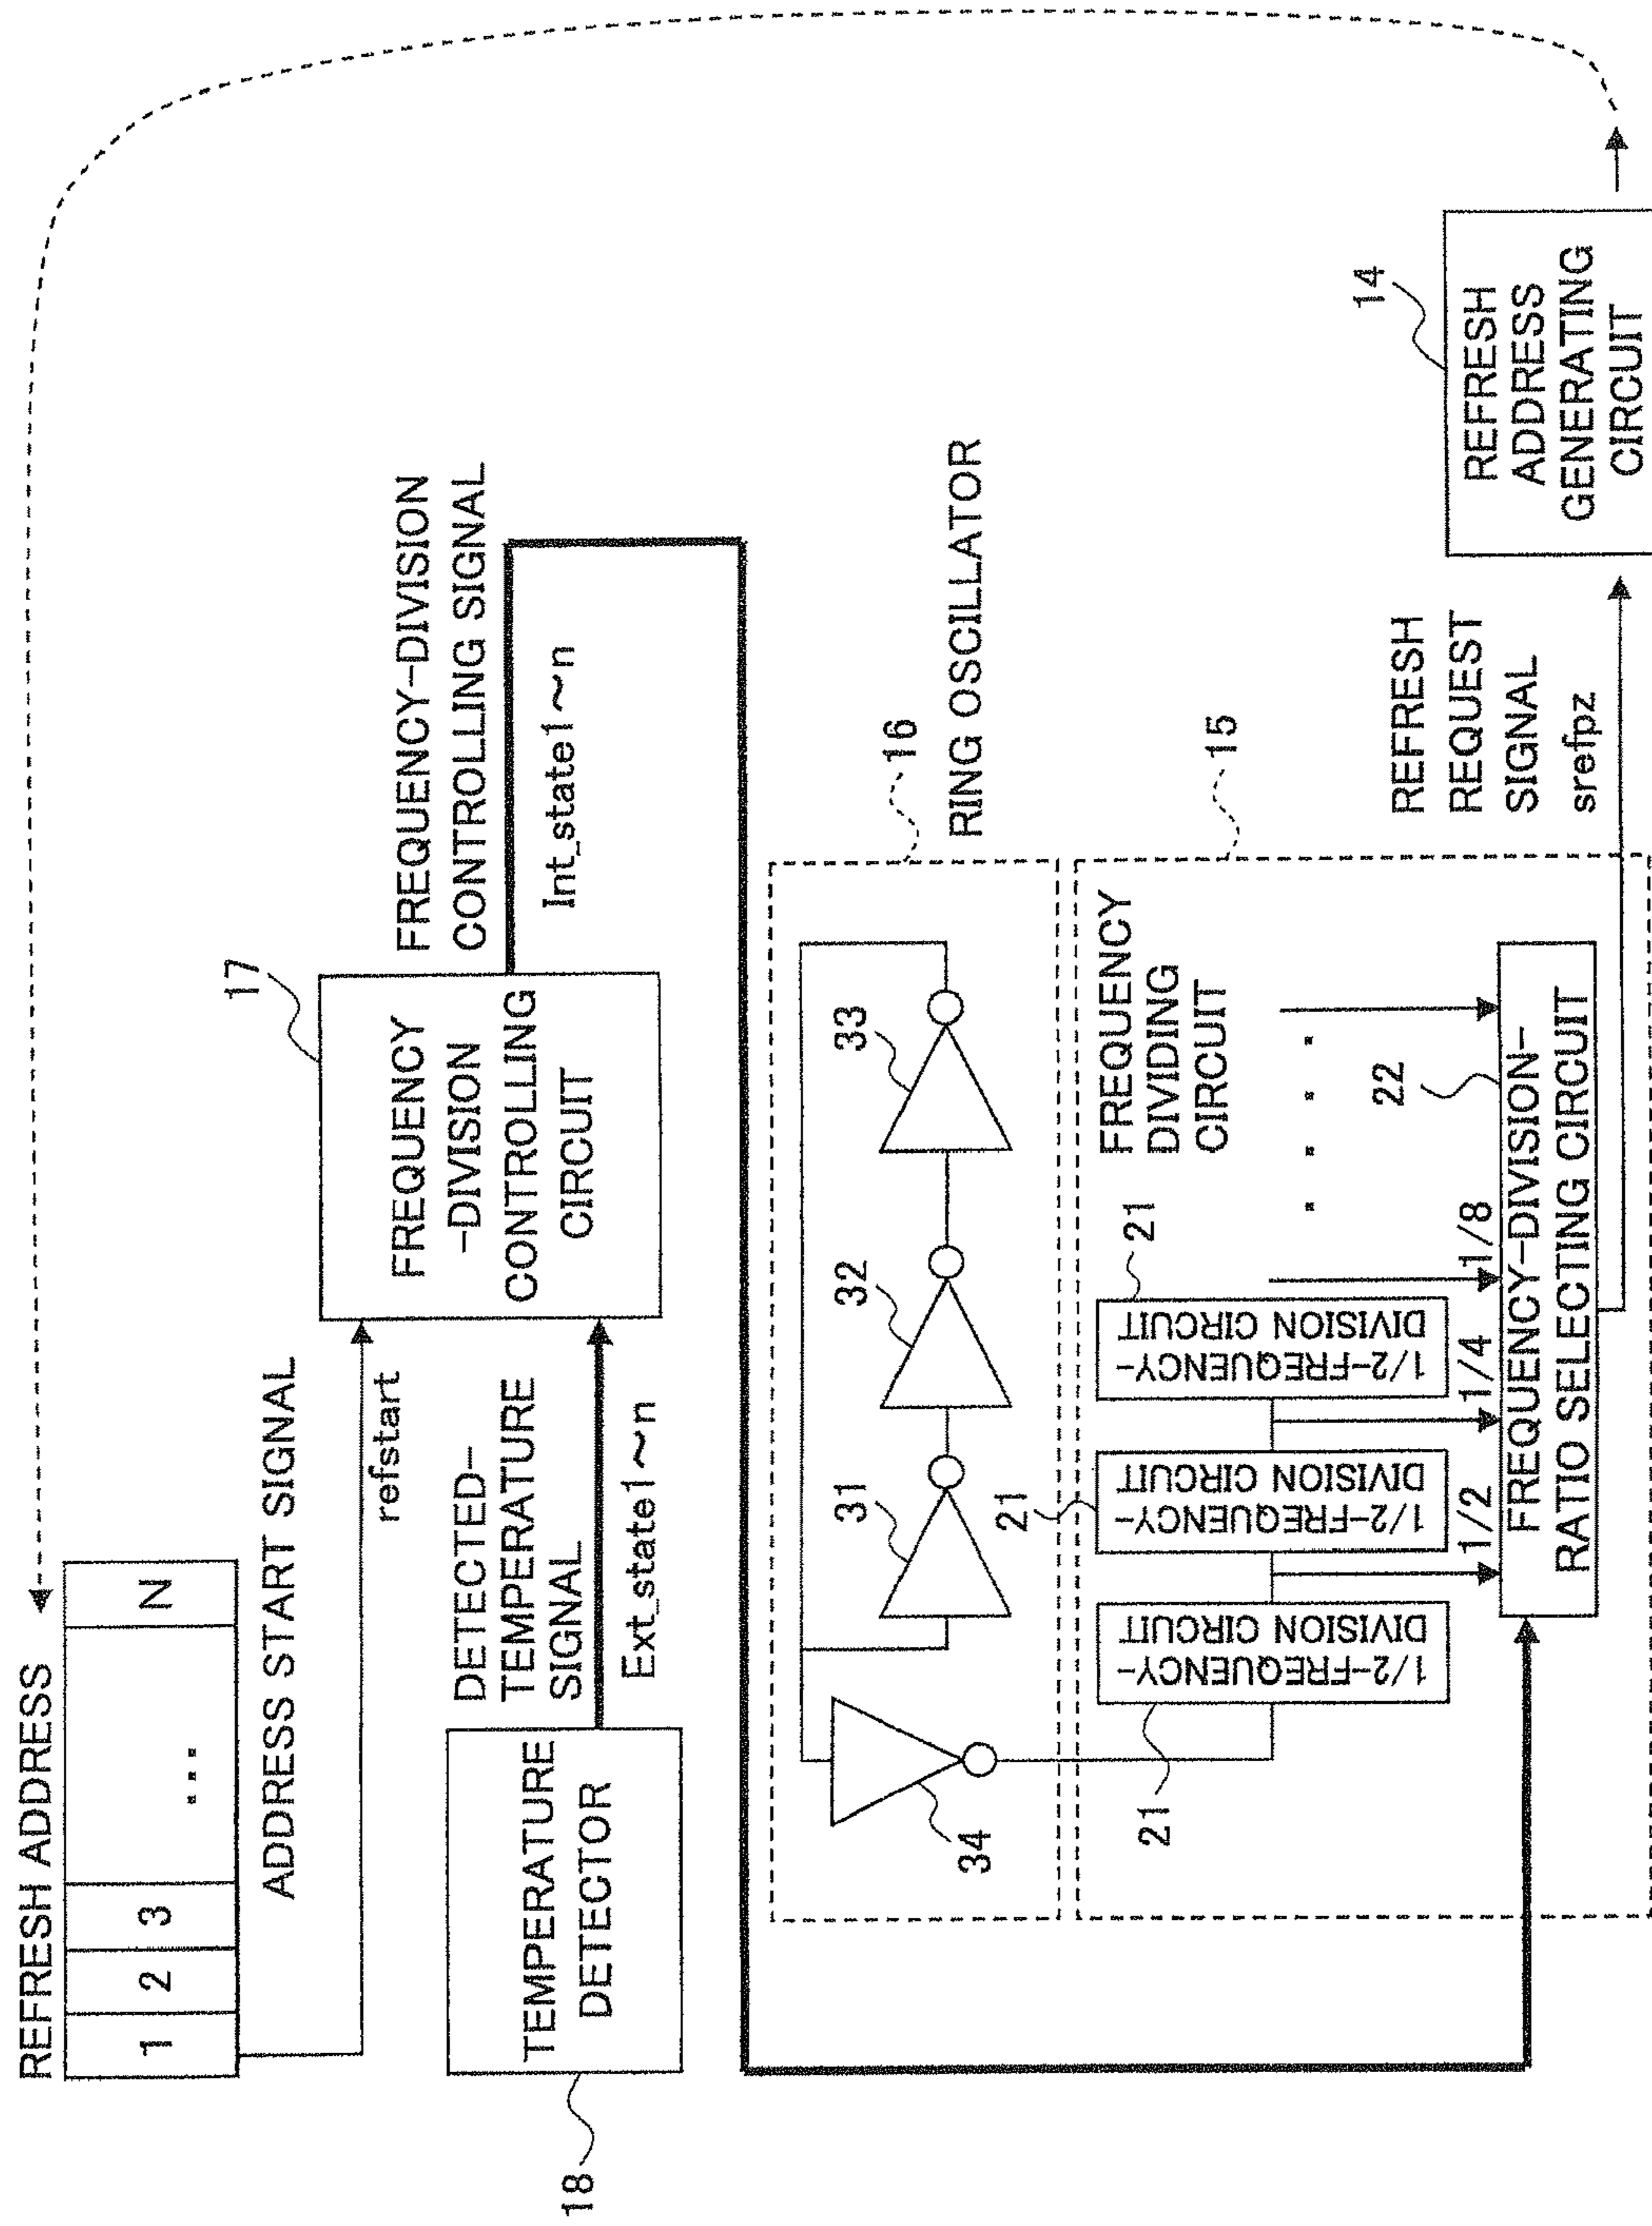 REFRESH ADDRESS
1
2
3
...
N
ADDRESS START SIGNAL
refstart
17
FREQUENCY
-DIVISION
CONTROLLING
CIRCUIT
FREQUENCY-DIVISION
CONTROLLING SIGNAL
Int_state1～n
18
TEMPERATURE
DETECTOR
DETECTED-
TEMPERATURE
SIGNAL
Ext_state1～n
16
RING OSCILLATOR
31
32
33
34
15
FREQUENCY
DIVIDING
CIRCUIT
21
1/2-FREQUENCY-
DIVISION CIRCUIT
21
1/2-FREQUENCY-
DIVISION CIRCUIT
21
1/2-FREQUENCY-
DIVISION CIRCUIT
. . . .
1/2
1/4
1/8
22
FREQUENCY-DIVISION-
RATIO SELECTING CIRCUIT
REFRESH
REQUEST
SIGNAL
srefpz
14
REFRESH
ADDRESS
GENERATING
CIRCUIT